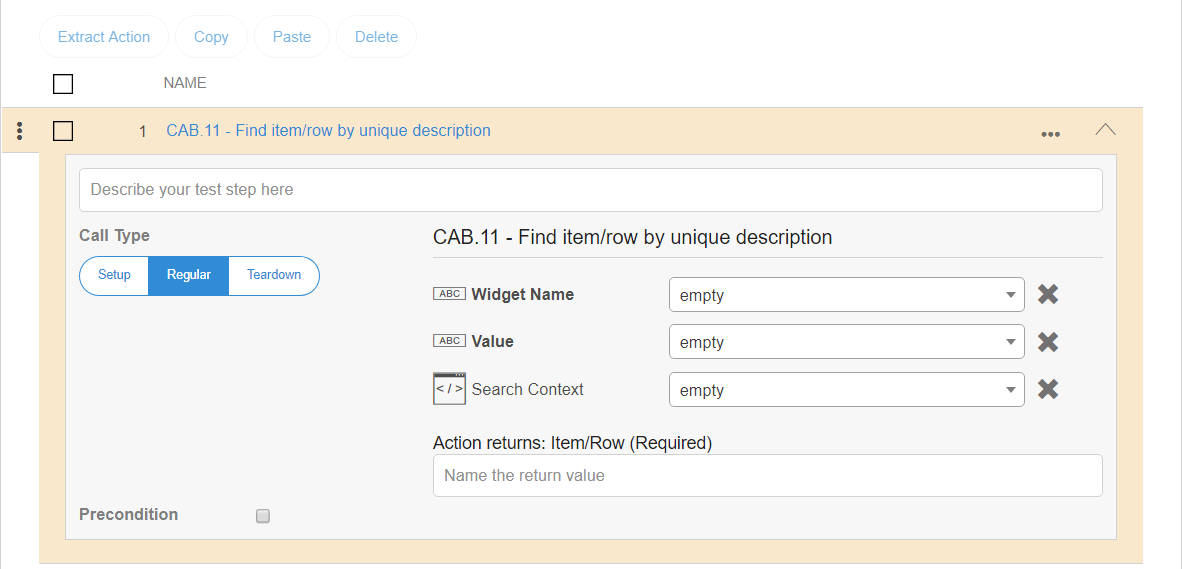 Extract Action Copy Paste Delete
NAME
1 CAB.11 - Find item/row by unique description
Describe your test step here
Call Type
Setup Regular Teardown
CAB.11 - Find item/row by unique description
ABC Widget Name empty
ABC Value empty
</> Search Context empty
Action returns: Item/Row (Required)
Name the return value
Precondition